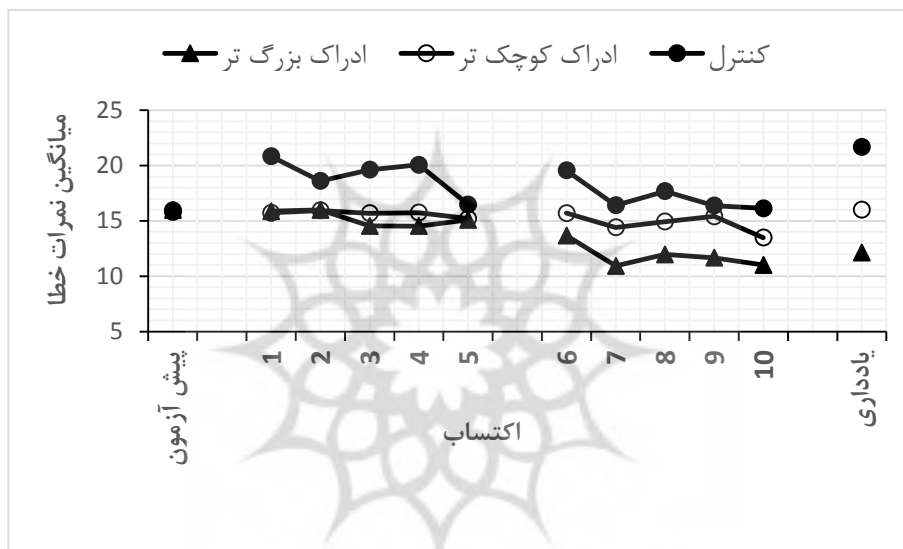 ادراک بزرگ تر ادراک کوچک تر کنترل
میانگین نمرات خطا
25
20
15
10
5
پیش آزمون 1 2 3 4 5 6 7 8 9 10 یادداری
اکتساب